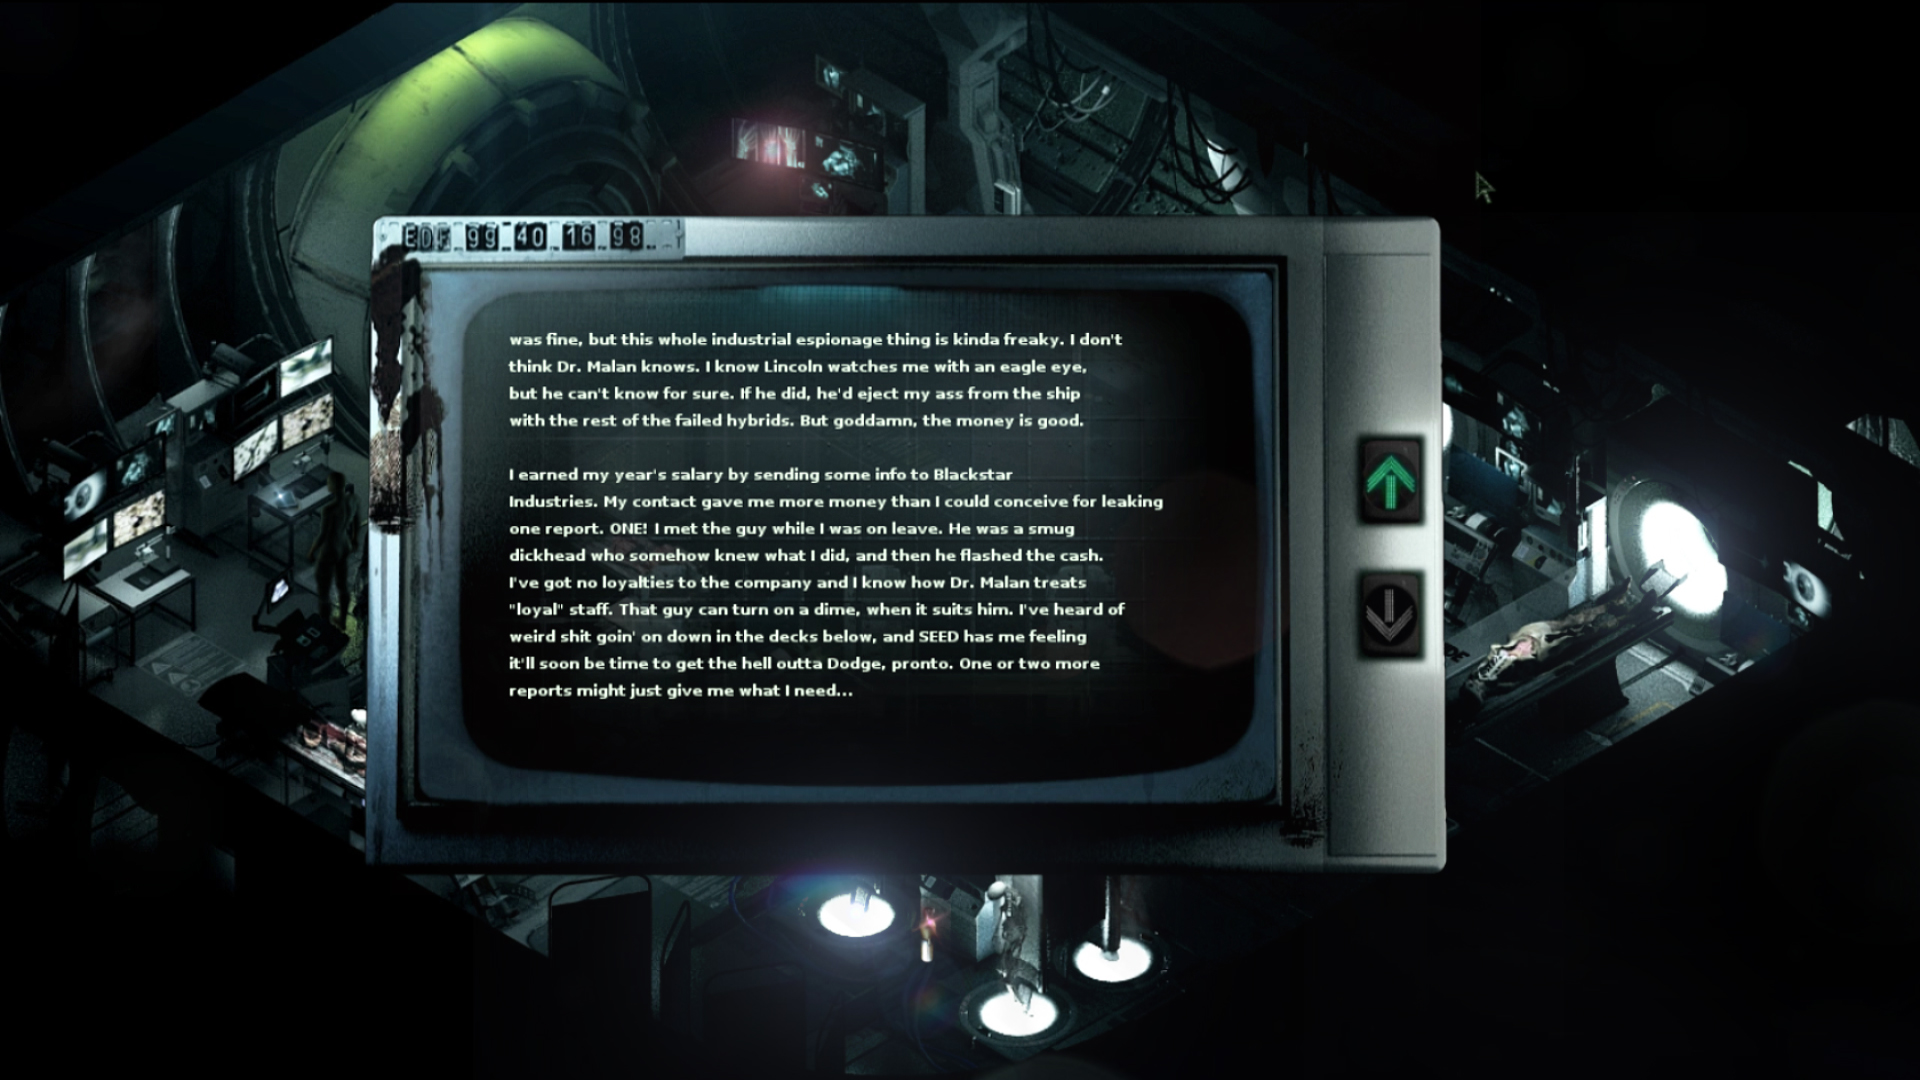 EDF 99 40 16 98
was fine, but this whole industrial espionage thing is kinda freaky. I don't
think Dr. Malan knows. I know Lincoln watches me with an eagle eye,
but he can't know for sure. If he did, he'd eject my ass from the ship
with the rest of the failed hybrids. But goddamn, the money is good.
I earned my year's salary by sending some info to Blackstar
Industries. My contact gave me more money than I could conceive for leaking
one report. ONE! I met the guy while I was on leave. He was a smug
dickhead who somehow knew what I did, and then he flashed the cash.
I've got no loyalties to the company and I know how Dr. Malan treats
"loyal" staff. That guy can turn on a dime, when it suits him. I've heard of
weird shit goin' on down in the decks below, and SEED has me feeling
it'll soon be time to get the hell outta Dodge, pronto. One or two more
reports might just give me what I need...